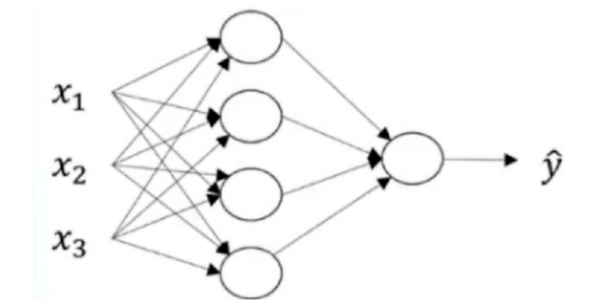 x₁
x₂
ŷ
x₃